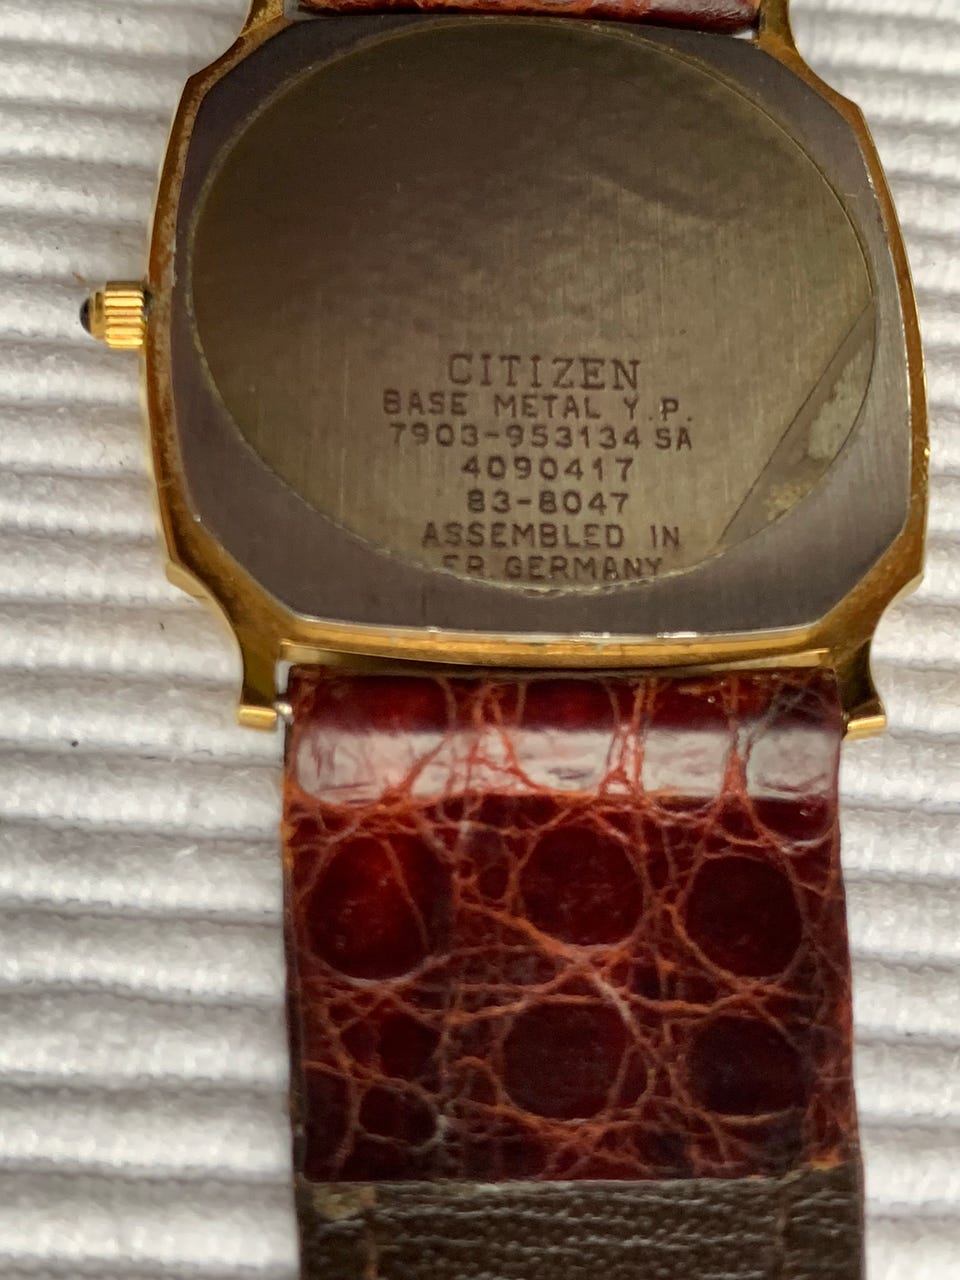 CITIZEN
BASE METAL Y.P.
7903-953134 SA
4090417
83-8047
ASSEMBLED IN
FR GERMANY